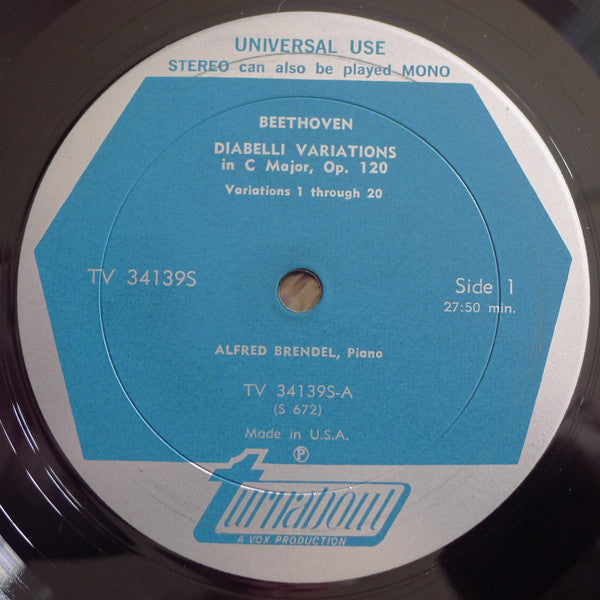 UNIVERSAL USE
STEREO can also be played MONO
BEETHOVEN
DIABELLI VARIATIONS
in C Major, Op. 120
Variations 1 through 20
TV 34139S
Side 1
27:50 min.
ALFRED BRENDEL, Piano
TV 34139S-A
(S 672)
Made in U.S.A.
Ⓟ
turnabout
A VOX PRODUCTION